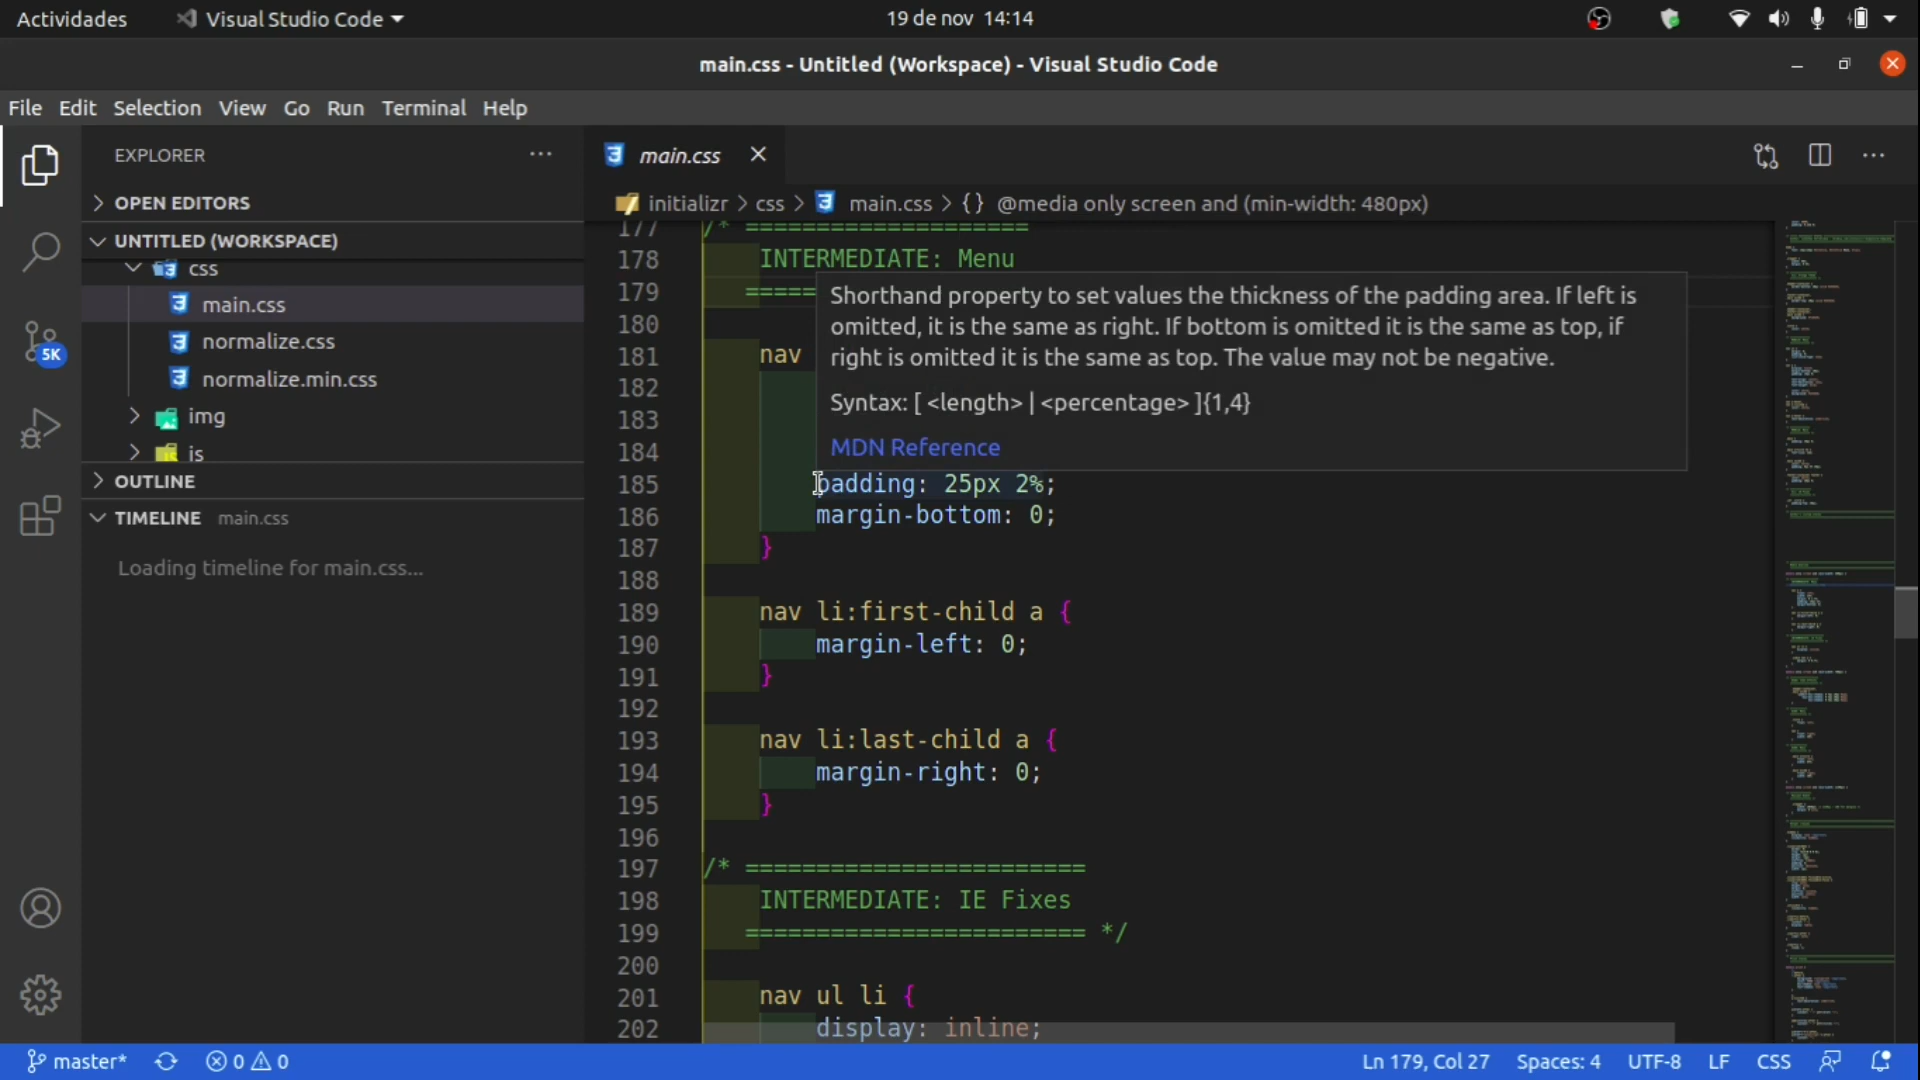 Actividades
Visual Studio Code
19 de nov 14:14
main.css - Untitled (Workspace) - Visual Studio Code
File Edit Selection View Go Run Terminal Help
EXPLORER
OPEN EDITORS
UNTITLED (WORKSPACE)
css
main.css
normalize.css
normalize.min.css
img
js
OUTLINE
TIMELINE main.css
Loading timeline for main.css...
5K
main.css
initializr > css > main.css > {} @media only screen and (min-width: 480px)
177 /* ====================
178 INTERMEDIATE: Menu
179 =====
180
181 nav
182
183
184
185 padding: 25px 2%;
186 margin-bottom: 0;
187 }
188
189 nav li:first-child a {
190 margin-left: 0;
191 }
192
193 nav li:last-child a {
194 margin-right: 0;
195 }
196
197 /* ========================
198 INTERMEDIATE: IE Fixes
199 ======================== */
200
201 nav ul li {
202 display: inline;
Shorthand property to set values the thickness of the padding area. If left is
omitted, it is the same as right. If bottom is omitted it is the same as top, if
right is omitted it is the same as top. The value may not be negative.
Syntax: [ <length> | <percentage> ]{1,4}
MDN Reference
master* 0 0
Ln 179, Col 27 Spaces: 4 UTF-8 LF CSS